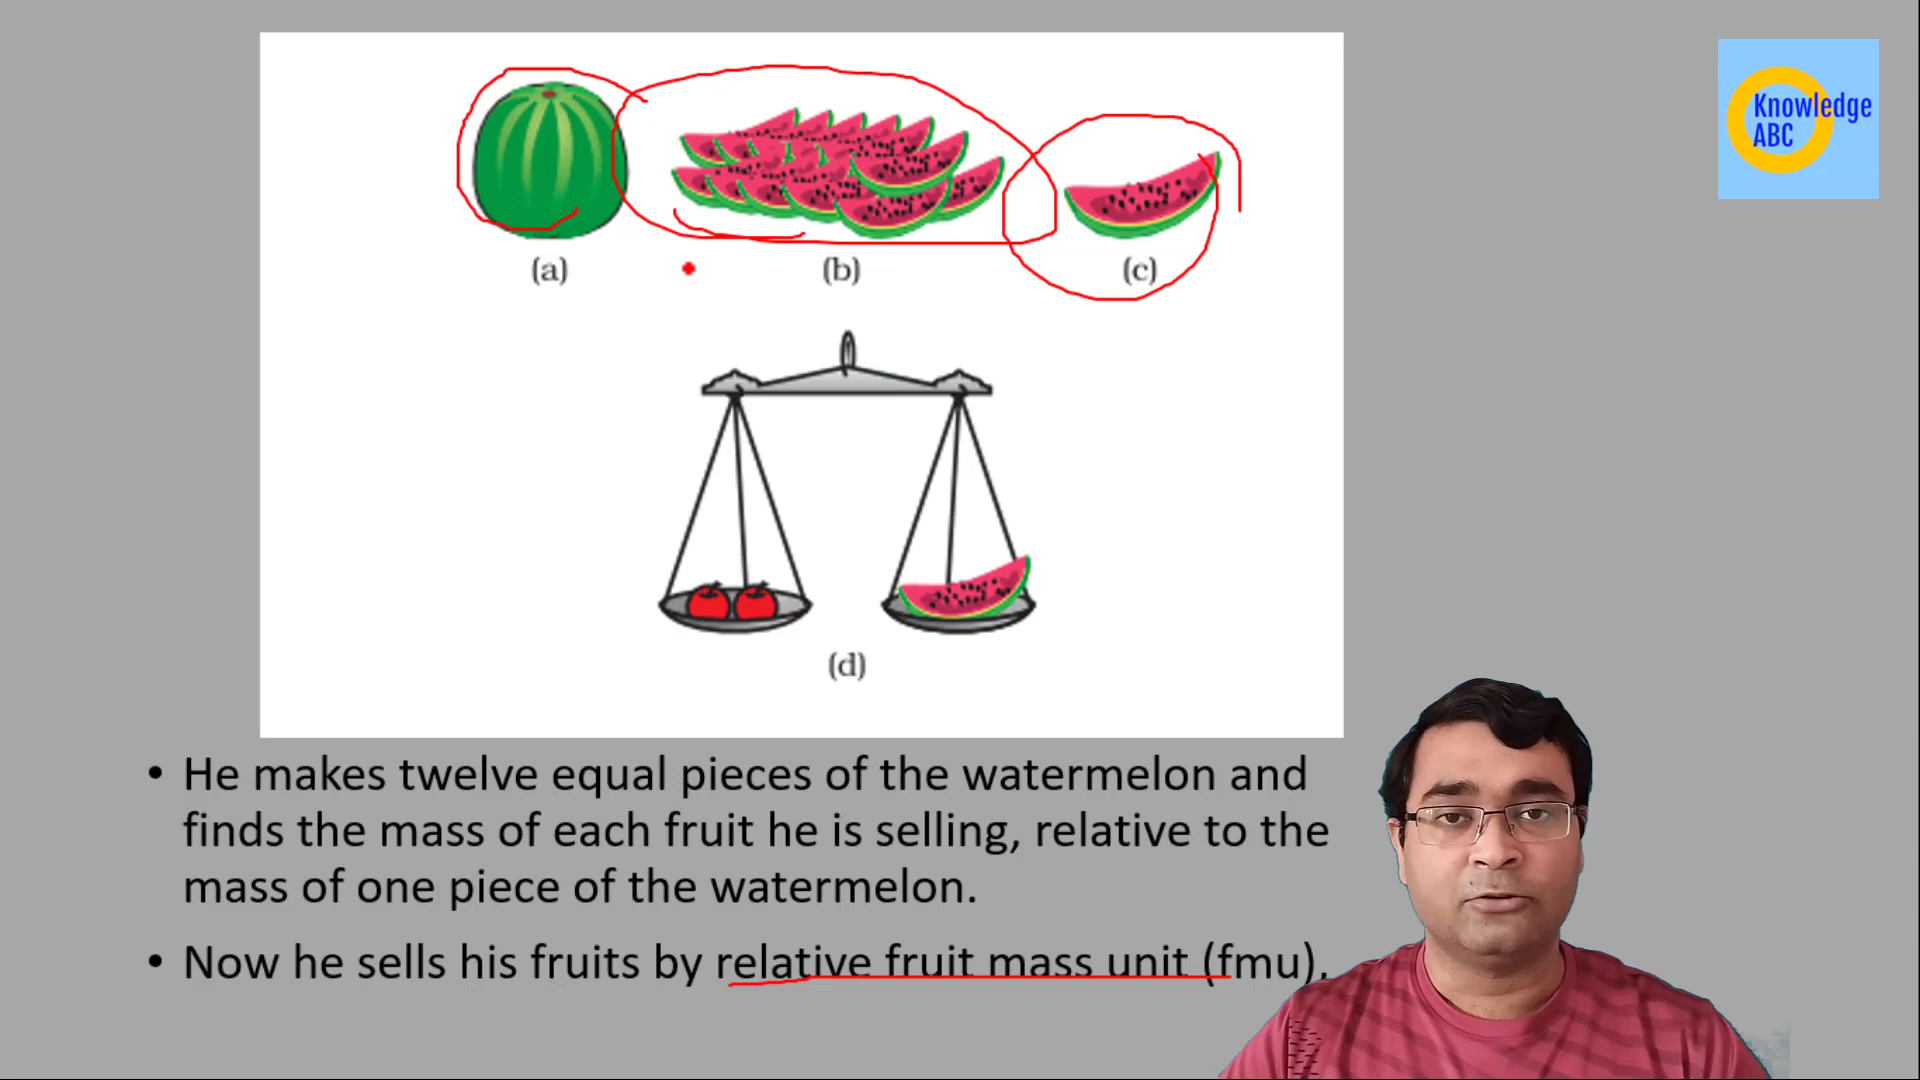 Knowledge
ABC
(a)
(b)
(c)
(d)
• He makes twelve equal pieces of the watermelon and
finds the mass of each fruit he is selling, relative to the
mass of one piece of the watermelon.
• Now he sells his fruits by relative fruit mass unit (fmu).